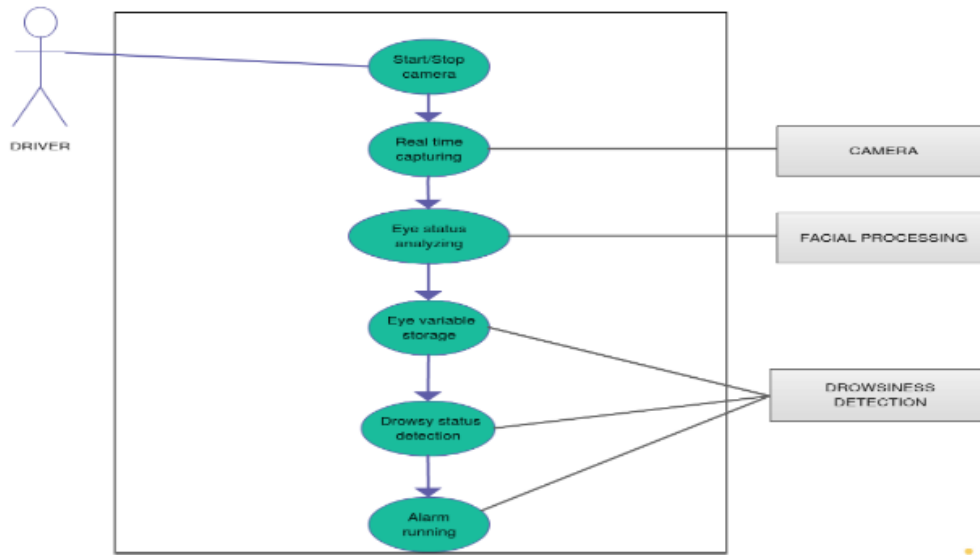 DRIVER
Start/Stop
camera
Real time
capturing
CAMERA
Eye status
analyzing
FACIAL PROCESSING
Eye variable
storage
DROWSINESS
DETECTION
Drowsy status
detection
Alarm
running